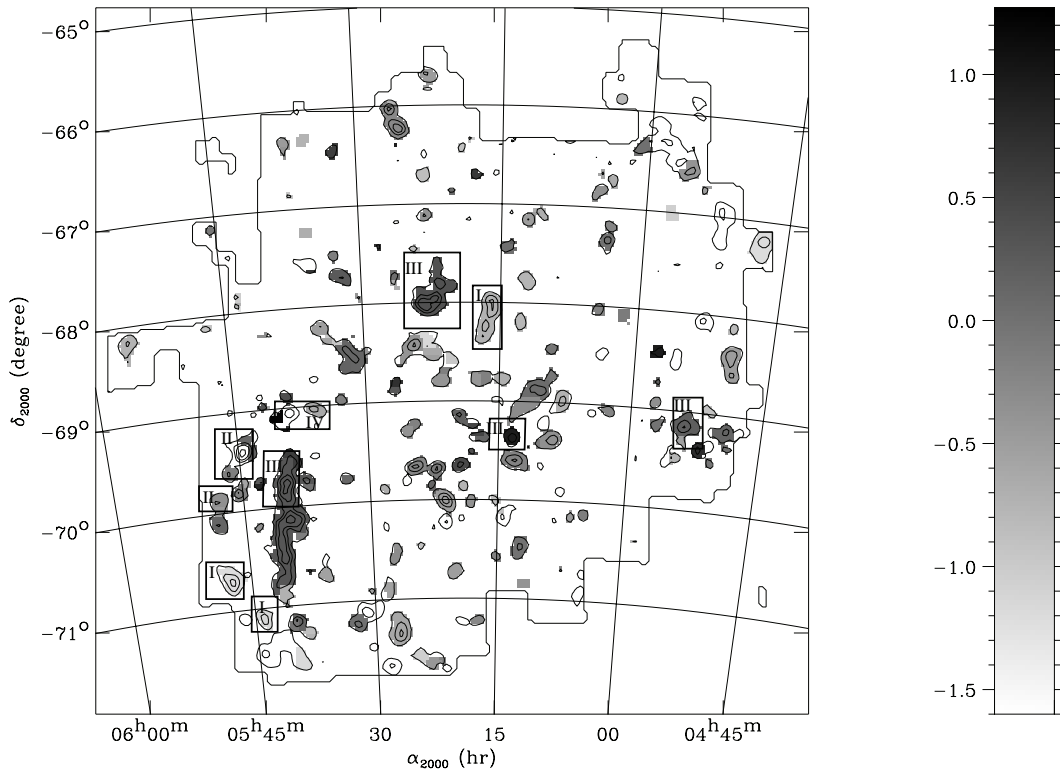 −65°
−66°
−67°
−68°
−69°
−70°
−71°
δ2000 (degree)
III
I
III
IV
III
II
III
II
I
I
06h00m
05h45m
30
15
00
04h45m
α2000 (hr)
1.0
0.5
0.0
−0.5
−1.0
−1.5